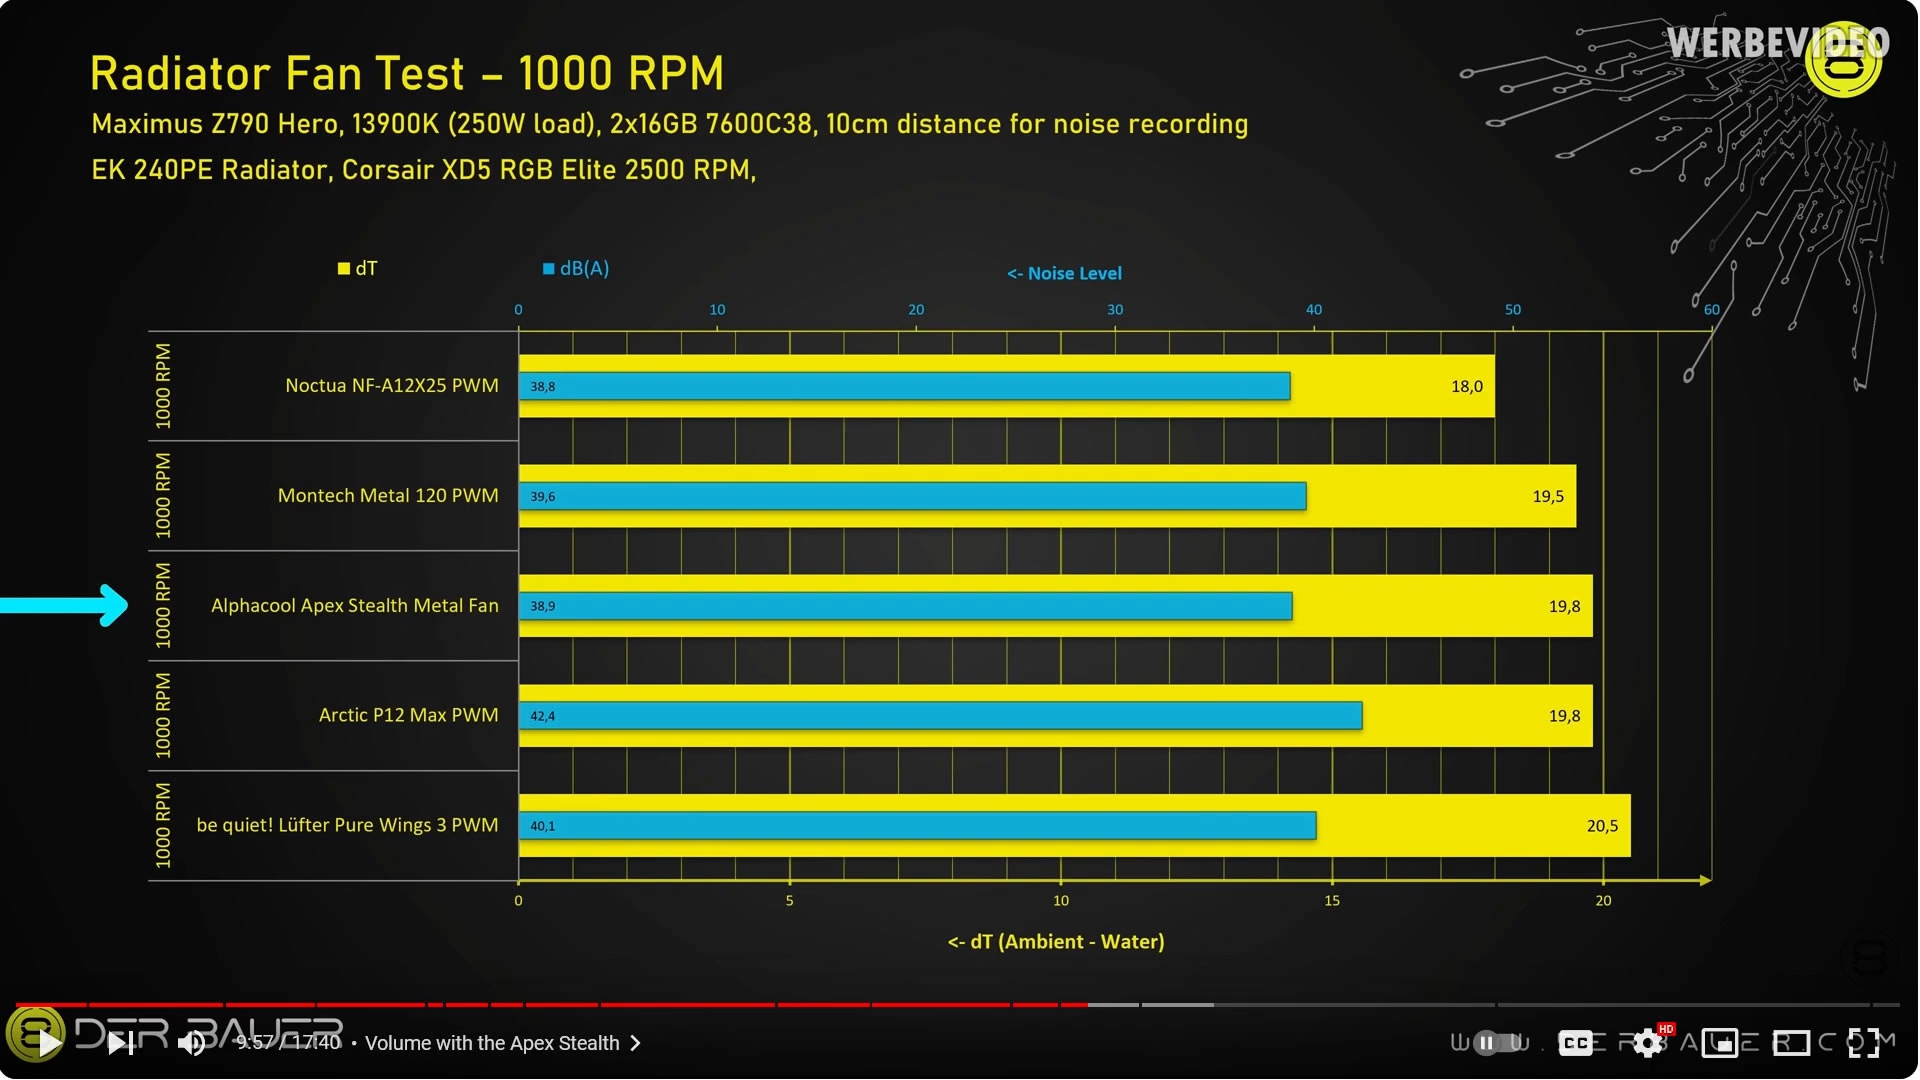 WERBEVIDEO
Radiator Fan Test – 1000 RPM
Maximus Z790 Hero, 13900K (250W load), 2x16GB 7600C38, 10cm distance for noise recording
EK 240PE Radiator, Corsair XD5 RGB Elite 2500 RPM,
dT
dB(A)
<- Noise Level
0 10 20 30 40 50 60
1000 RPM Noctua NF-A12X25 PWM 38,8 18,0
1000 RPM Montech Metal 120 PWM 39,6 19,5
1000 RPM Alphacool Apex Stealth Metal Fan 38,9 19,8
1000 RPM Arctic P12 Max PWM 42,4 19,8
1000 RPM be quiet! Lüfter Pure Wings 3 PWM 40,1 20,5
0 5 10 15 20
<- dT (Ambient - Water)
DER BAUER
9:57 / 17:40 • Volume with the Apex Stealth
CC
HD